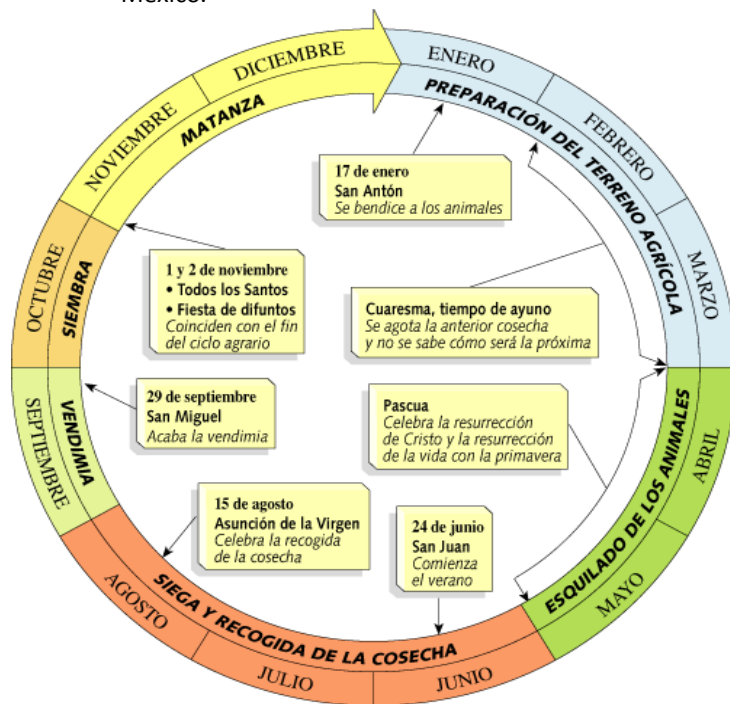 México.
DICIEMBRE
ENERO
FEBRERO
MARZO
ABRIL
MAYO
JUNIO
JULIO
AGOSTO
SEPTIEMBRE
OCTUBRE
NOVIEMBRE
MATANZA
PREPARACIÓN DEL TERRENO AGRÍCOLA
ESQUILADO DE LOS ANIMALES
SIEGA Y RECOGIDA DE LA COSECHA
VENDIMIA
SIEMBRA
17 de enero
San Antón
Se bendice a los animales
1 y 2 de noviembre
• Todos los Santos
• Fiesta de difuntos
Coinciden con el fin
del ciclo agrario
Cuaresma, tiempo de ayuno
Se agota la anterior cosecha
y no se sabe cómo será la próxima
29 de septiembre
San Miguel
Acaba la vendimia
Pascua
Celebra la resurrección
de Cristo y la resurrección
de la vida con la primavera
15 de agosto
Asunción de la Virgen
Celebra la recogida
de la cosecha
24 de junio
San Juan
Comienza
el verano